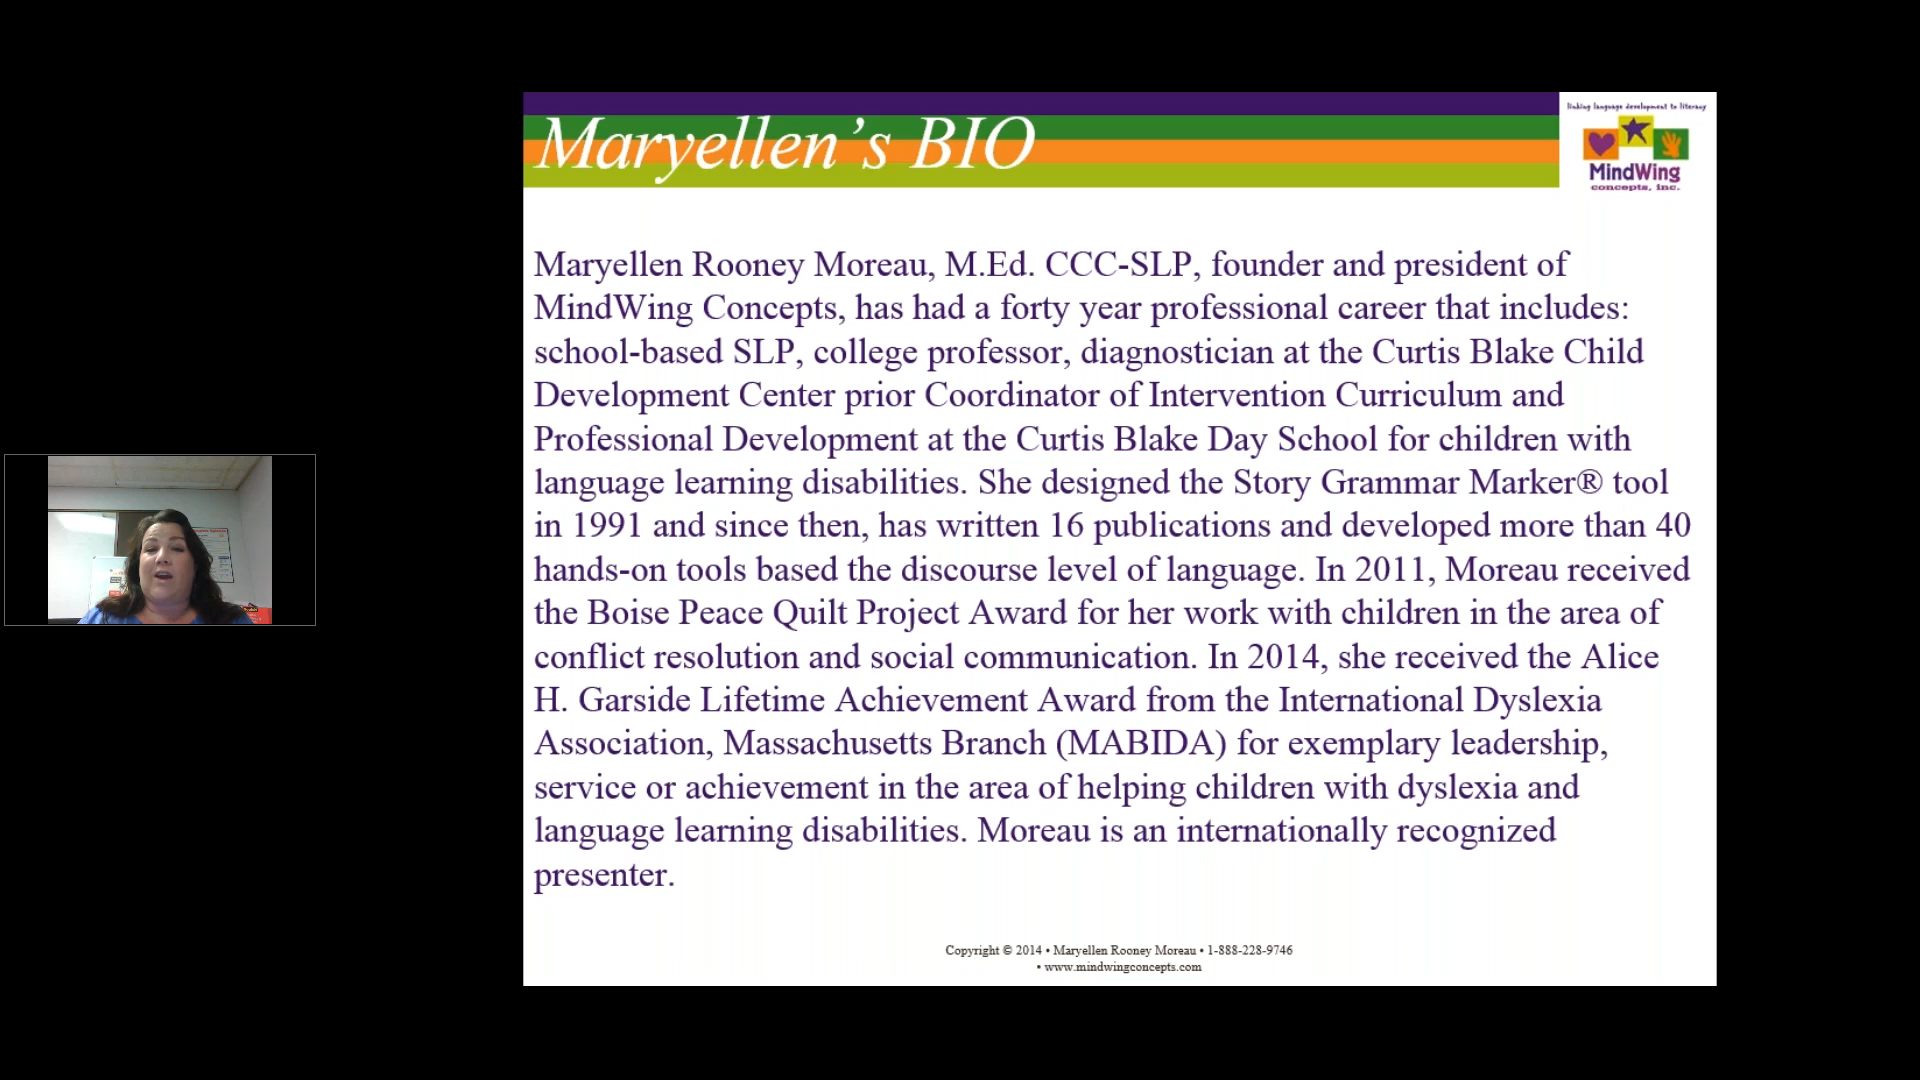 Maryellen's BIO
linking language development to literacy
MindWing
concepts, inc.
Maryellen Rooney Moreau, M.Ed. CCC-SLP, founder and president of
MindWing Concepts, has had a forty year professional career that includes:
school-based SLP, college professor, diagnostician at the Curtis Blake Child
Development Center prior Coordinator of Intervention Curriculum and
Professional Development at the Curtis Blake Day School for children with
language learning disabilities. She designed the Story Grammar Marker® tool
in 1991 and since then, has written 16 publications and developed more than 40
hands-on tools based the discourse level of language. In 2011, Moreau received
the Boise Peace Quilt Project Award for her work with children in the area of
conflict resolution and social communication. In 2014, she received the Alice
H. Garside Lifetime Achievement Award from the International Dyslexia
Association, Massachusetts Branch (MABIDA) for exemplary leadership,
service or achievement in the area of helping children with dyslexia and
language learning disabilities. Moreau is an internationally recognized
presenter.
Copyright © 2014 • Maryellen Rooney Moreau • 1-888-228-9746
• www.mindwingconcepts.com